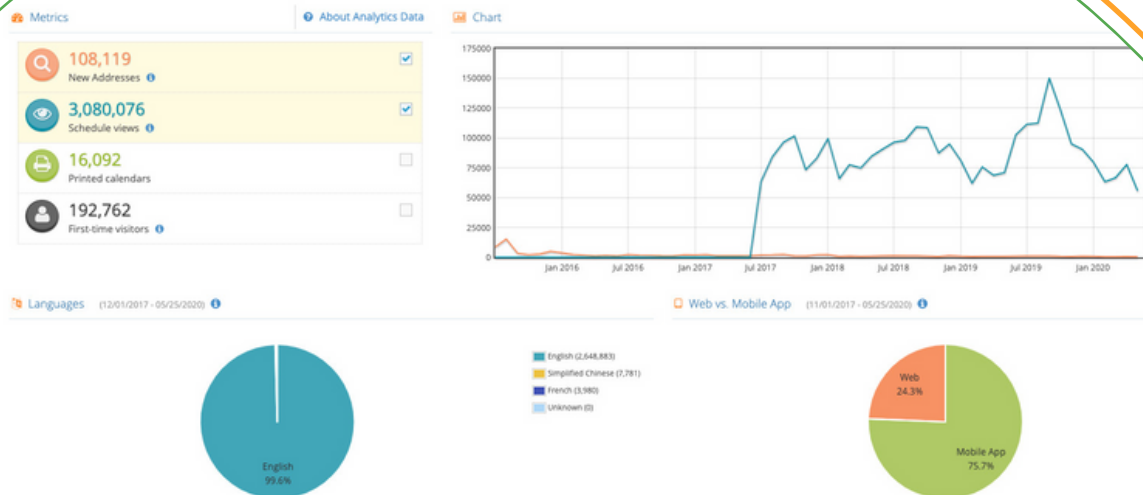 Metrics
About Analytics Data
108,119
New Addresses
3,080,076
Schedule views
16,092
Printed calendars
192,762
First-time visitors
Chart
175000
150000
125000
100000
75000
50000
25000
0
Jan 2016 Jul 2016 Jan 2017 Jul 2017 Jan 2018 Jul 2018 Jan 2019 Jul 2019 Jan 2020
Languages (12/01/2017 - 05/25/2020)
English
99.6%
English (2,648,883)
Simplified Chinese (7,781)
French (3,980)
Unknown (0)
Web vs. Mobile App (11/01/2017 - 05/25/2020)
Web
24.3%
Mobile App
75.7%